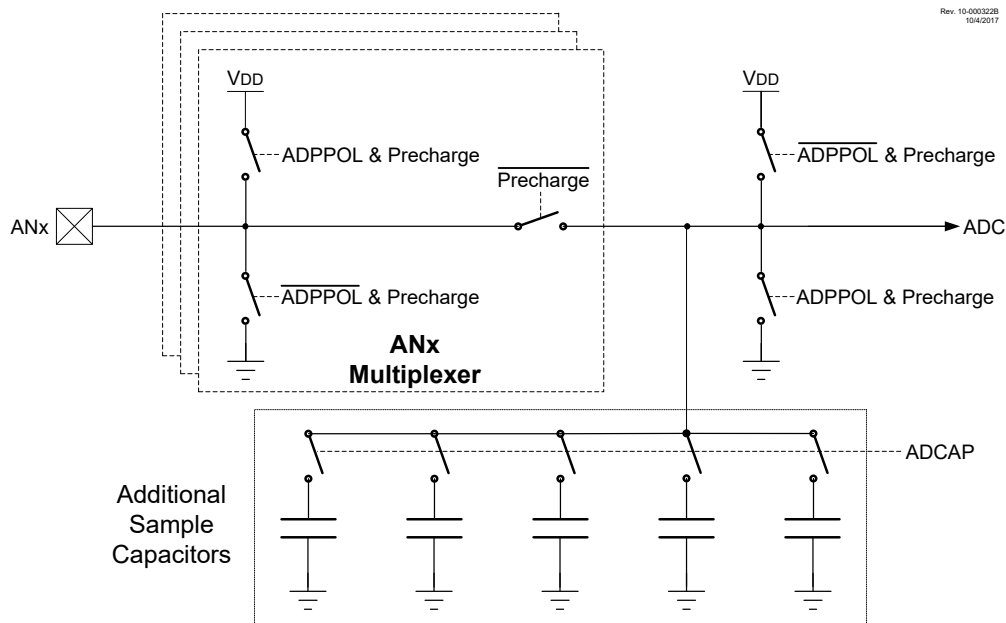 Rev. 10-000322B
10/4/2017
VDD
VDD
ADPPOL & Precharge
ADPPOL & Precharge
Precharge
ANx
ADC
ADPPOL & Precharge
ADPPOL & Precharge
ANx
Multiplexer
ADCAP
Additional
Sample
Capacitors